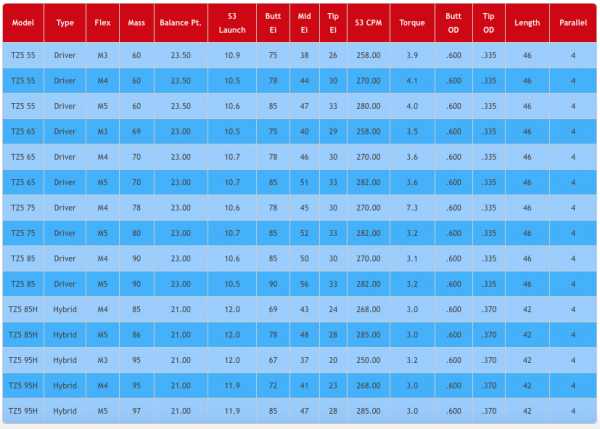 Model Type Flex Mass Balance Pt. S3 Launch Butt Ei Mid Ei Tip Ei S3 CPM Torque Butt OD Tip OD Length Parallel
TZ5 55 Driver M3 60 23.50 10.9 75 38 26 258.00 3.9 .600 .335 46 4
TZ5 55 Driver M4 60 23.50 10.5 78 44 30 270.00 4.1 .600 .335 46 4
TZ5 55 Driver M5 60 23.50 10.6 85 47 33 280.00 4.0 .600 .335 46 4
TZ5 65 Driver M3 69 23.00 10.5 75 40 29 258.00 3.5 .600 .335 46 4
TZ5 65 Driver M4 70 23.00 10.7 78 46 30 270.00 3.6 .600 .335 46 4
TZ5 65 Driver M5 70 23.00 10.7 85 51 33 282.00 3.6 .600 .335 46 4
TZ5 75 Driver M4 78 23.00 10.6 78 45 30 270.00 7.3 .600 .335 46 4
TZ5 75 Driver M5 80 23.00 10.7 85 52 33 282.00 3.2 .600 .335 46 4
TZ5 85 Driver M4 90 23.00 10.6 85 50 30 270.00 3.1 .600 .335 46 4
TZ5 85 Driver M5 90 23.00 10.5 90 56 33 282.00 3.2 .600 .335 46 4
TZ5 85H Hybrid M4 85 21.00 12.0 69 43 24 268.00 3.0 .600 .370 42 4
TZ5 85H Hybrid M5 86 21.00 12.0 78 48 28 285.00 3.0 .600 .370 42 4
TZ5 95H Hybrid M3 95 21.00 12.0 67 37 20 250.00 3.2 .600 .370 42 4
TZ5 95H Hybrid M4 95 21.00 11.9 72 41 23 268.00 3.0 .600 .370 42 4
TZ5 95H Hybrid M5 97 21.00 11.9 85 47 28 285.00 3.0 .600 .370 42 4